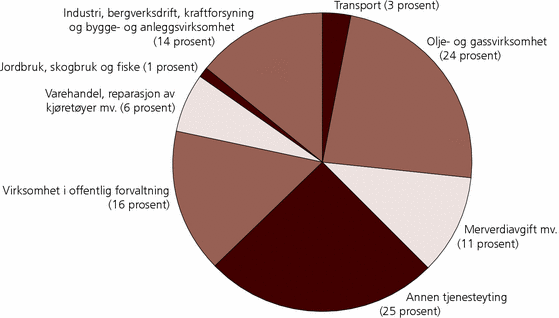 Transport (3 prosent)
Olje- og gassvirksomhet
(24 prosent)
Merverdiavgift mv.
(11 prosent)
Annen tjenesteyting
(25 prosent)
Virksomhet i offentlig forvaltning
(16 prosent)
Varehandel, reparasjon av
kjøretøyer mv. (6 prosent)
Jordbruk, skogbruk og fiske (1 prosent)
Industri, bergverksdrift, kraftforsyning
og bygge- og anleggsvirksomhet
(14 prosent)